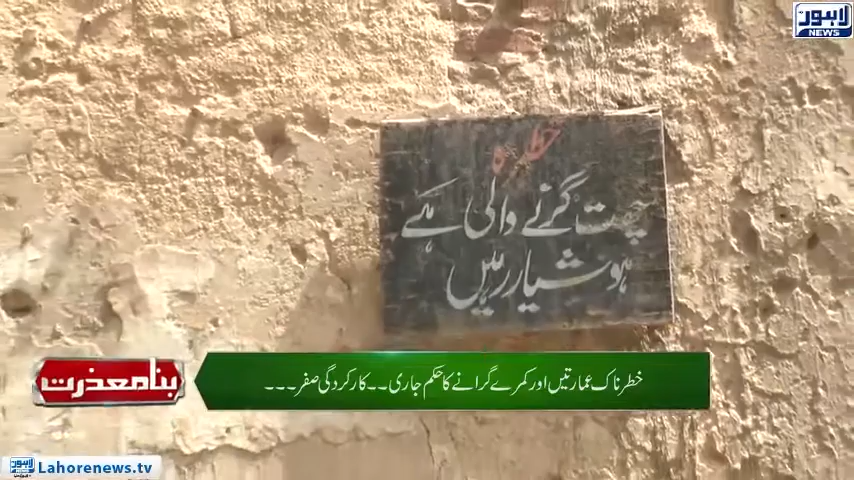 لاہور
NEWS
خطرہ
چھت گرنے والی ہے
ہوشیار رہیں
خطرناک عمارتیں اور کمرے گرانے کا حکم جاری۔۔کارکردگی صفر۔۔۔
بنا معذرت
Lahorenews.tv